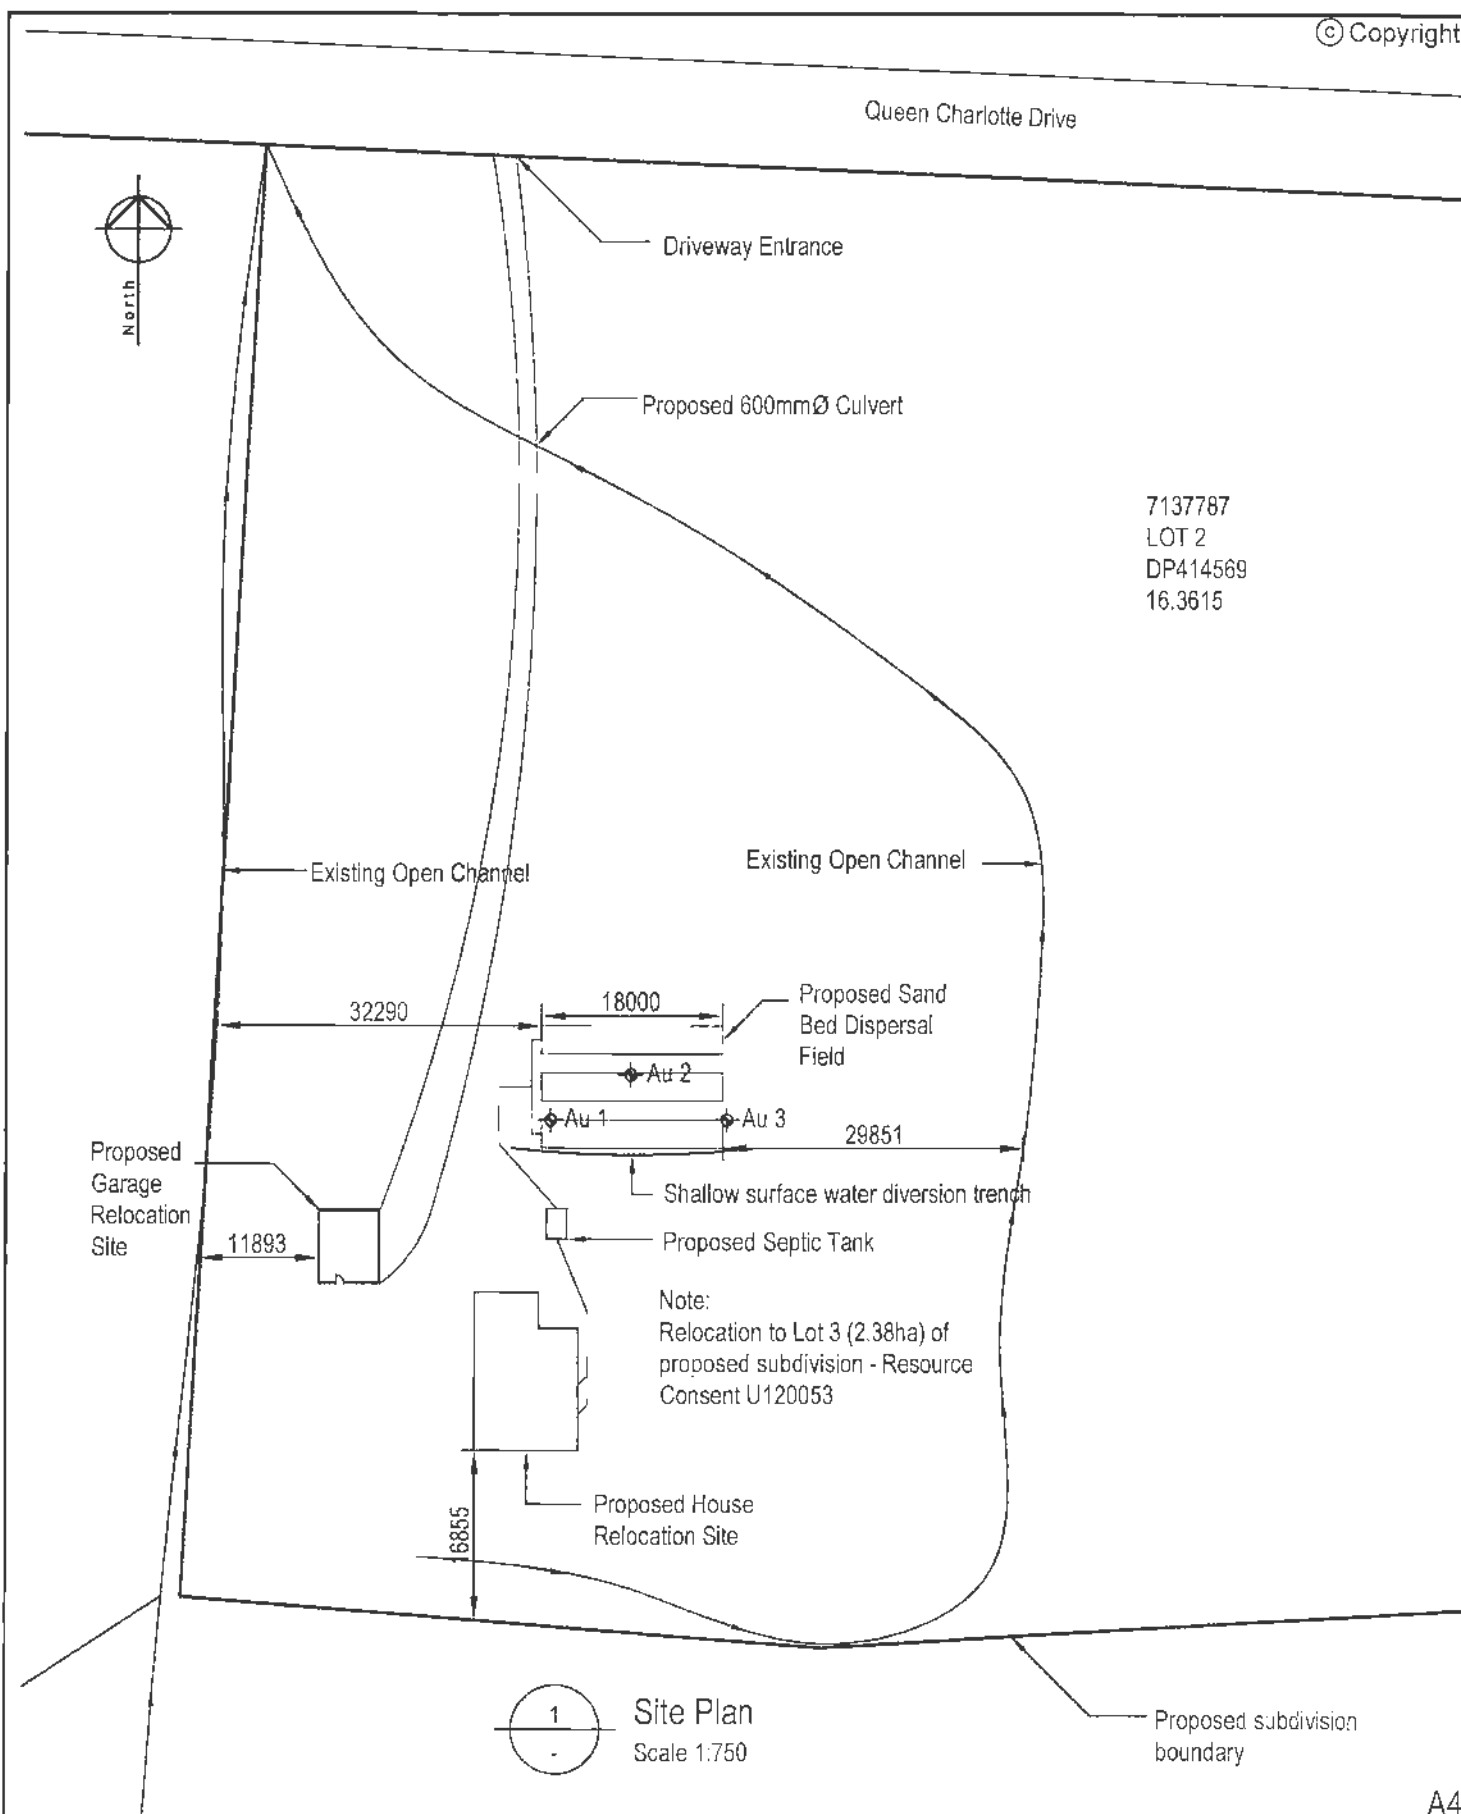 © Copyright
Queen Charlotte Drive
North
Driveway Entrance
Proposed 600mmØ Culvert
7137787
LOT 2
DP414569
16.3615
Existing Open Channel
Existing Open Channel
32290
18000
Proposed Sand
Bed Dispersal
Field
Au 2
Au 1
Au 3
29851
Proposed
Garage
Relocation
Site
11893
Shallow surface water diversion trench
Proposed Septic Tank
Note:
Relocation to Lot 3 (2.38ha) of
proposed subdivision - Resource
Consent U120053
16855
Proposed House
Relocation Site
1
-
Site Plan
Scale 1:750
Proposed subdivision
boundary
A4